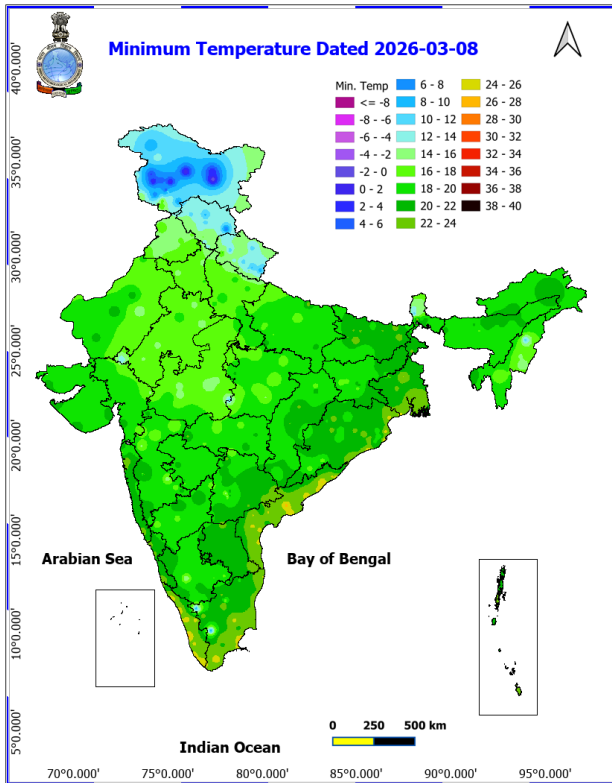 Minimum Temperature Dated 2026-03-08
Min. Temp
<= -8
-8 - -6
-6 - -4
-4 - -2
-2 - 0
0 - 2
2 - 4
4 - 6
6 - 8
8 - 10
10 - 12
12 - 14
14 - 16
16 - 18
18 - 20
20 - 22
22 - 24
24 - 26
26 - 28
28 - 30
30 - 32
32 - 34
34 - 36
36 - 38
38 - 40
40°0.000'
35°0.000'
30°0.000'
25°0.000'
20°0.000'
15°0.000'
10°0.000'
5°0.000'
Arabian Sea
Bay of Bengal
0 250 500 km
Indian Ocean
70°0.000' 75°0.000' 80°0.000' 85°0.000' 90°0.000' 95°0.000'